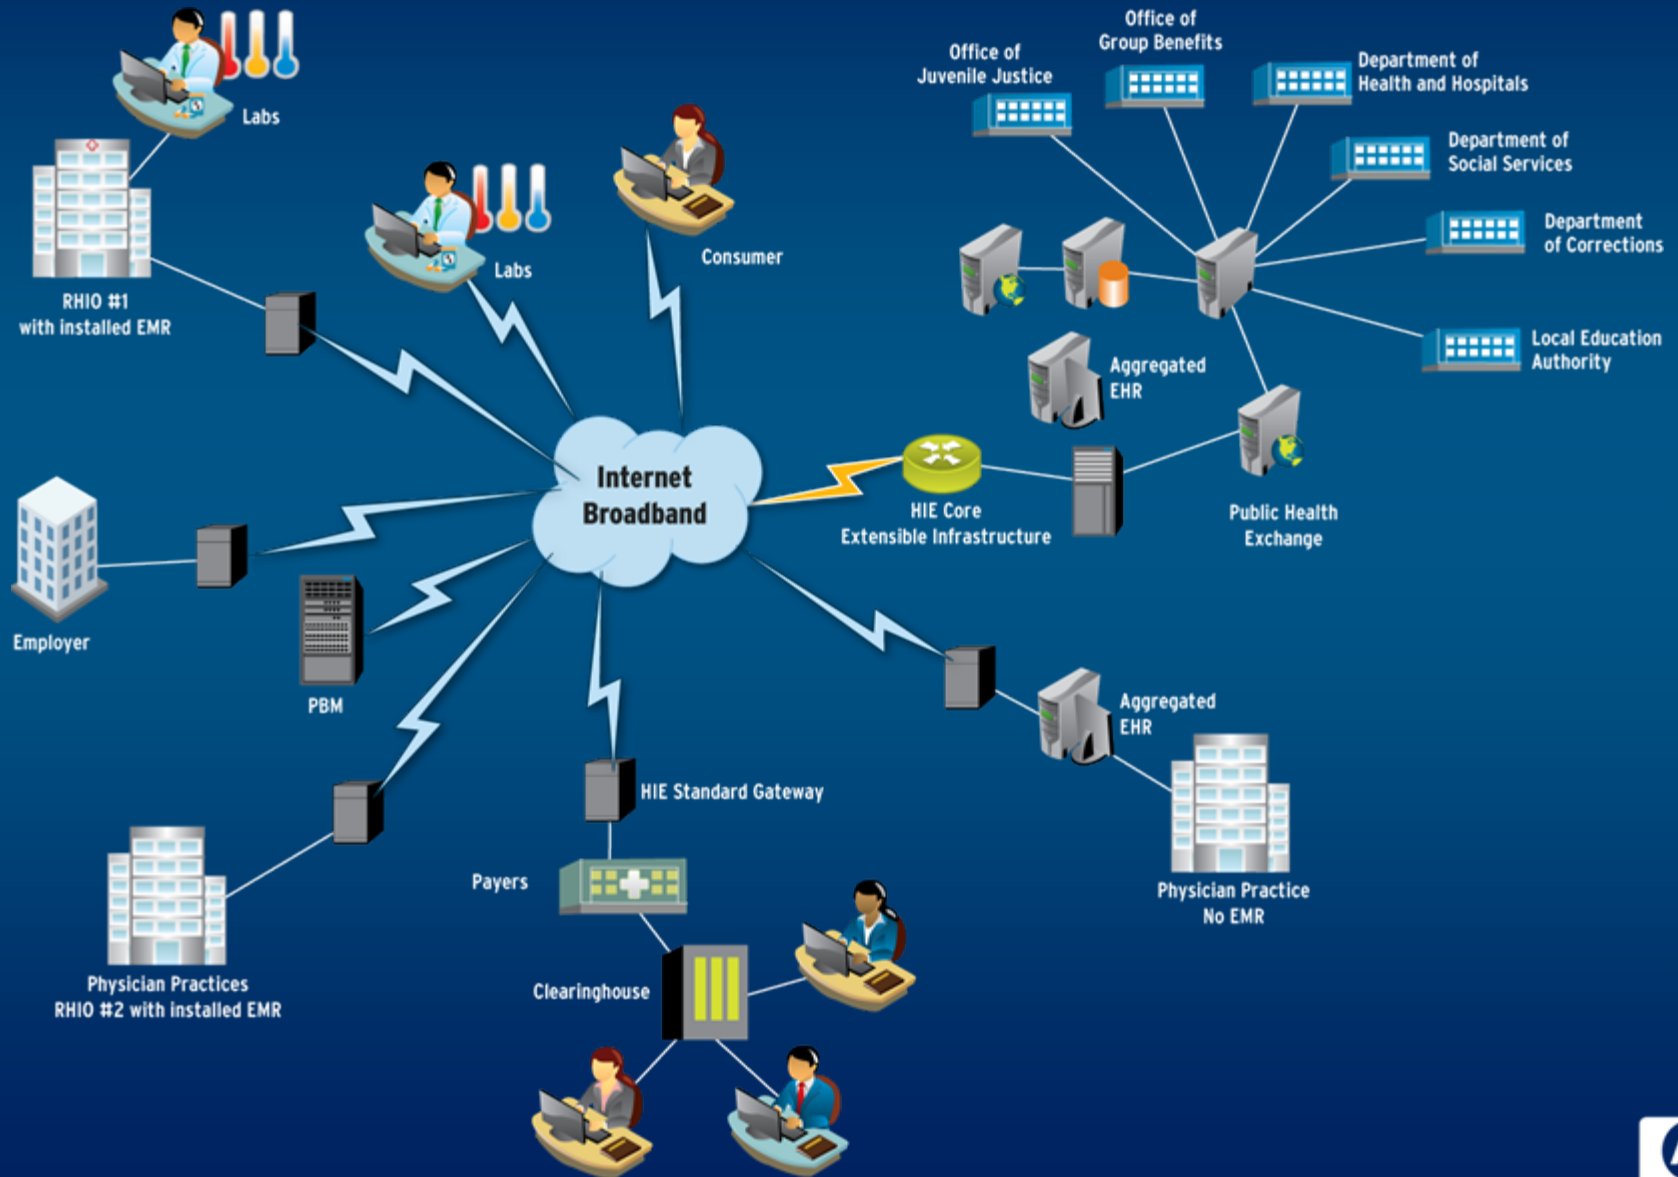 Office of
Group Benefits
Office of
Juvenile Justice
Department of
Health and Hospitals
Labs
Department of
Social Services
Department
of Corrections
Labs
Consumer
RHIO #1
with installed EMR
Local Education
Authority
Aggregated
EHR
Internet
Broadband
HIE Core
Extensible Infrastructure
Public Health
Exchange
Employer
PBM
Aggregated
EHR
HIE Standard Gateway
Payers
Physician Practice
No EMR
Physician Practices
RHIO #2 with installed EMR
Clearinghouse